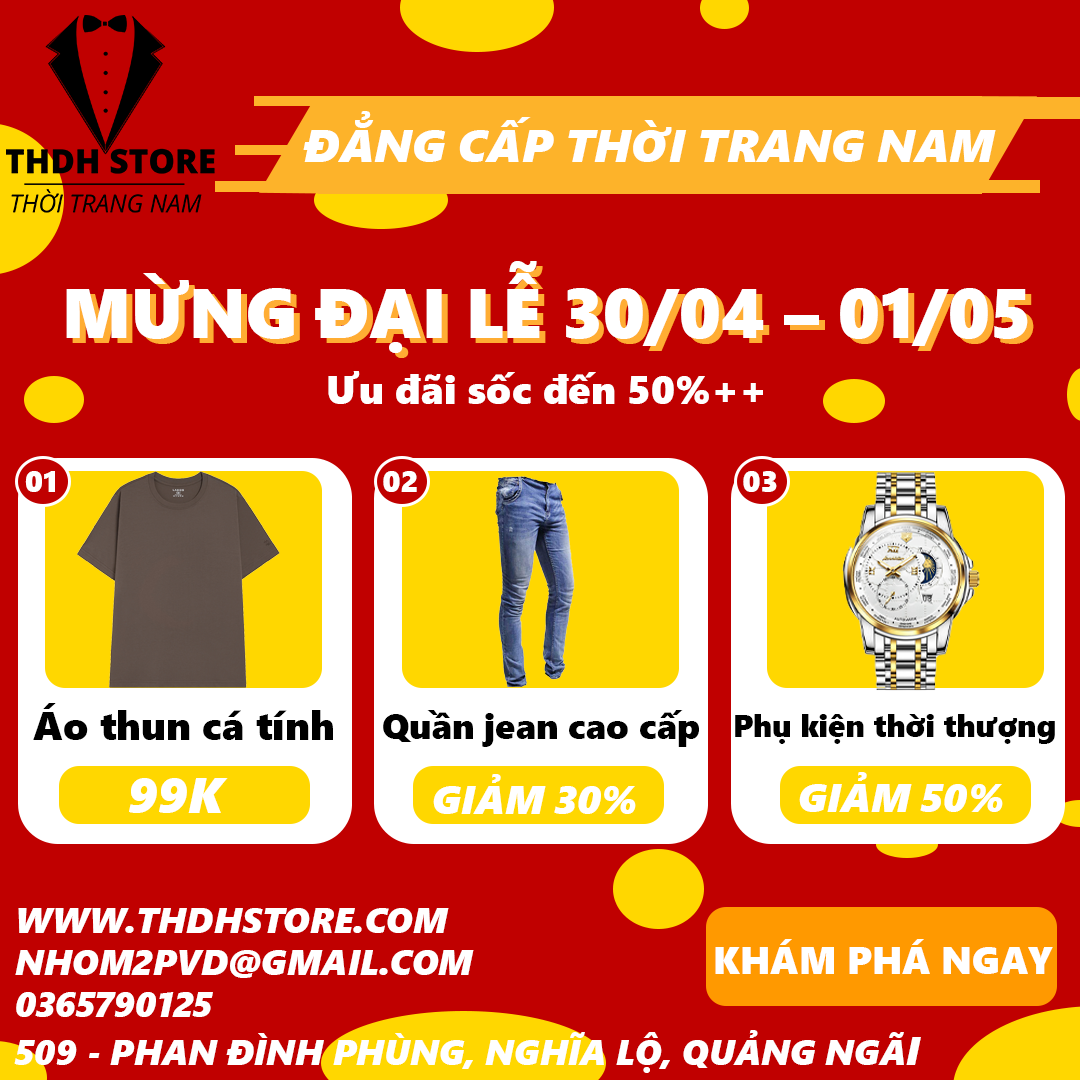 THDH STORE
THỜI TRANG NAM
ĐẲNG CẤP THỜI TRANG NAM
MỪNG ĐẠI LỄ 30/04 – 01/05
Ưu đãi sốc đến 50%++
01
Áo thun cá tính
99K
02
Quần jean cao cấp
GIẢM 30%
03
Phụ kiện thời thượng
GIẢM 50%
WWW.THDHSTORE.COM
NHOM2PVD@GMAIL.COM
0365790125
509 - PHAN ĐÌNH PHÙNG, NGHĨA LỘ, QUẢNG NGÃI
KHÁM PHÁ NGAY